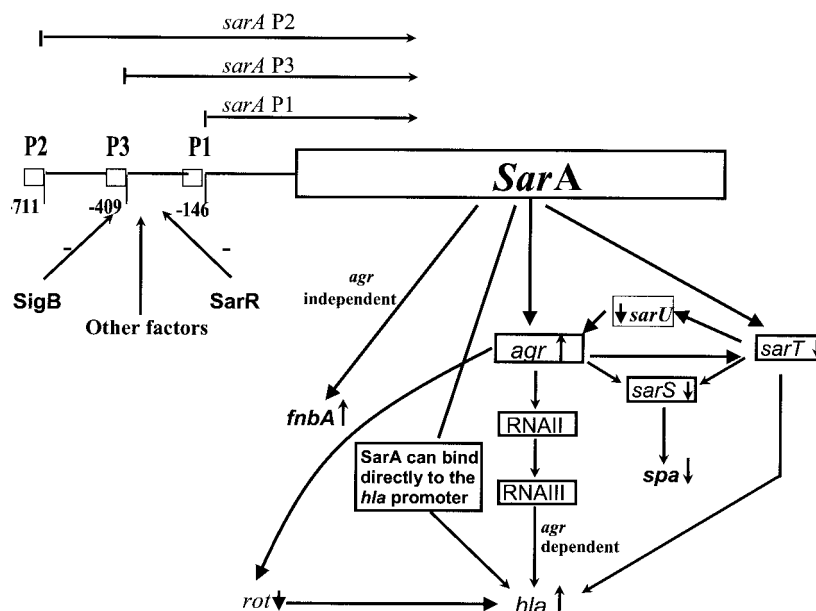 sarA P2
sarA P3
sarA P1
P2 P3 P1
SarA
-711 -409 -146
SigB
SarR
Other factors
agr
independent
sarU
agr
sarT
sarS
fnbA
RNAII
SarA can bind
directly to the
hla promoter
spa
RNAIII
agr
dependent
rot
hla